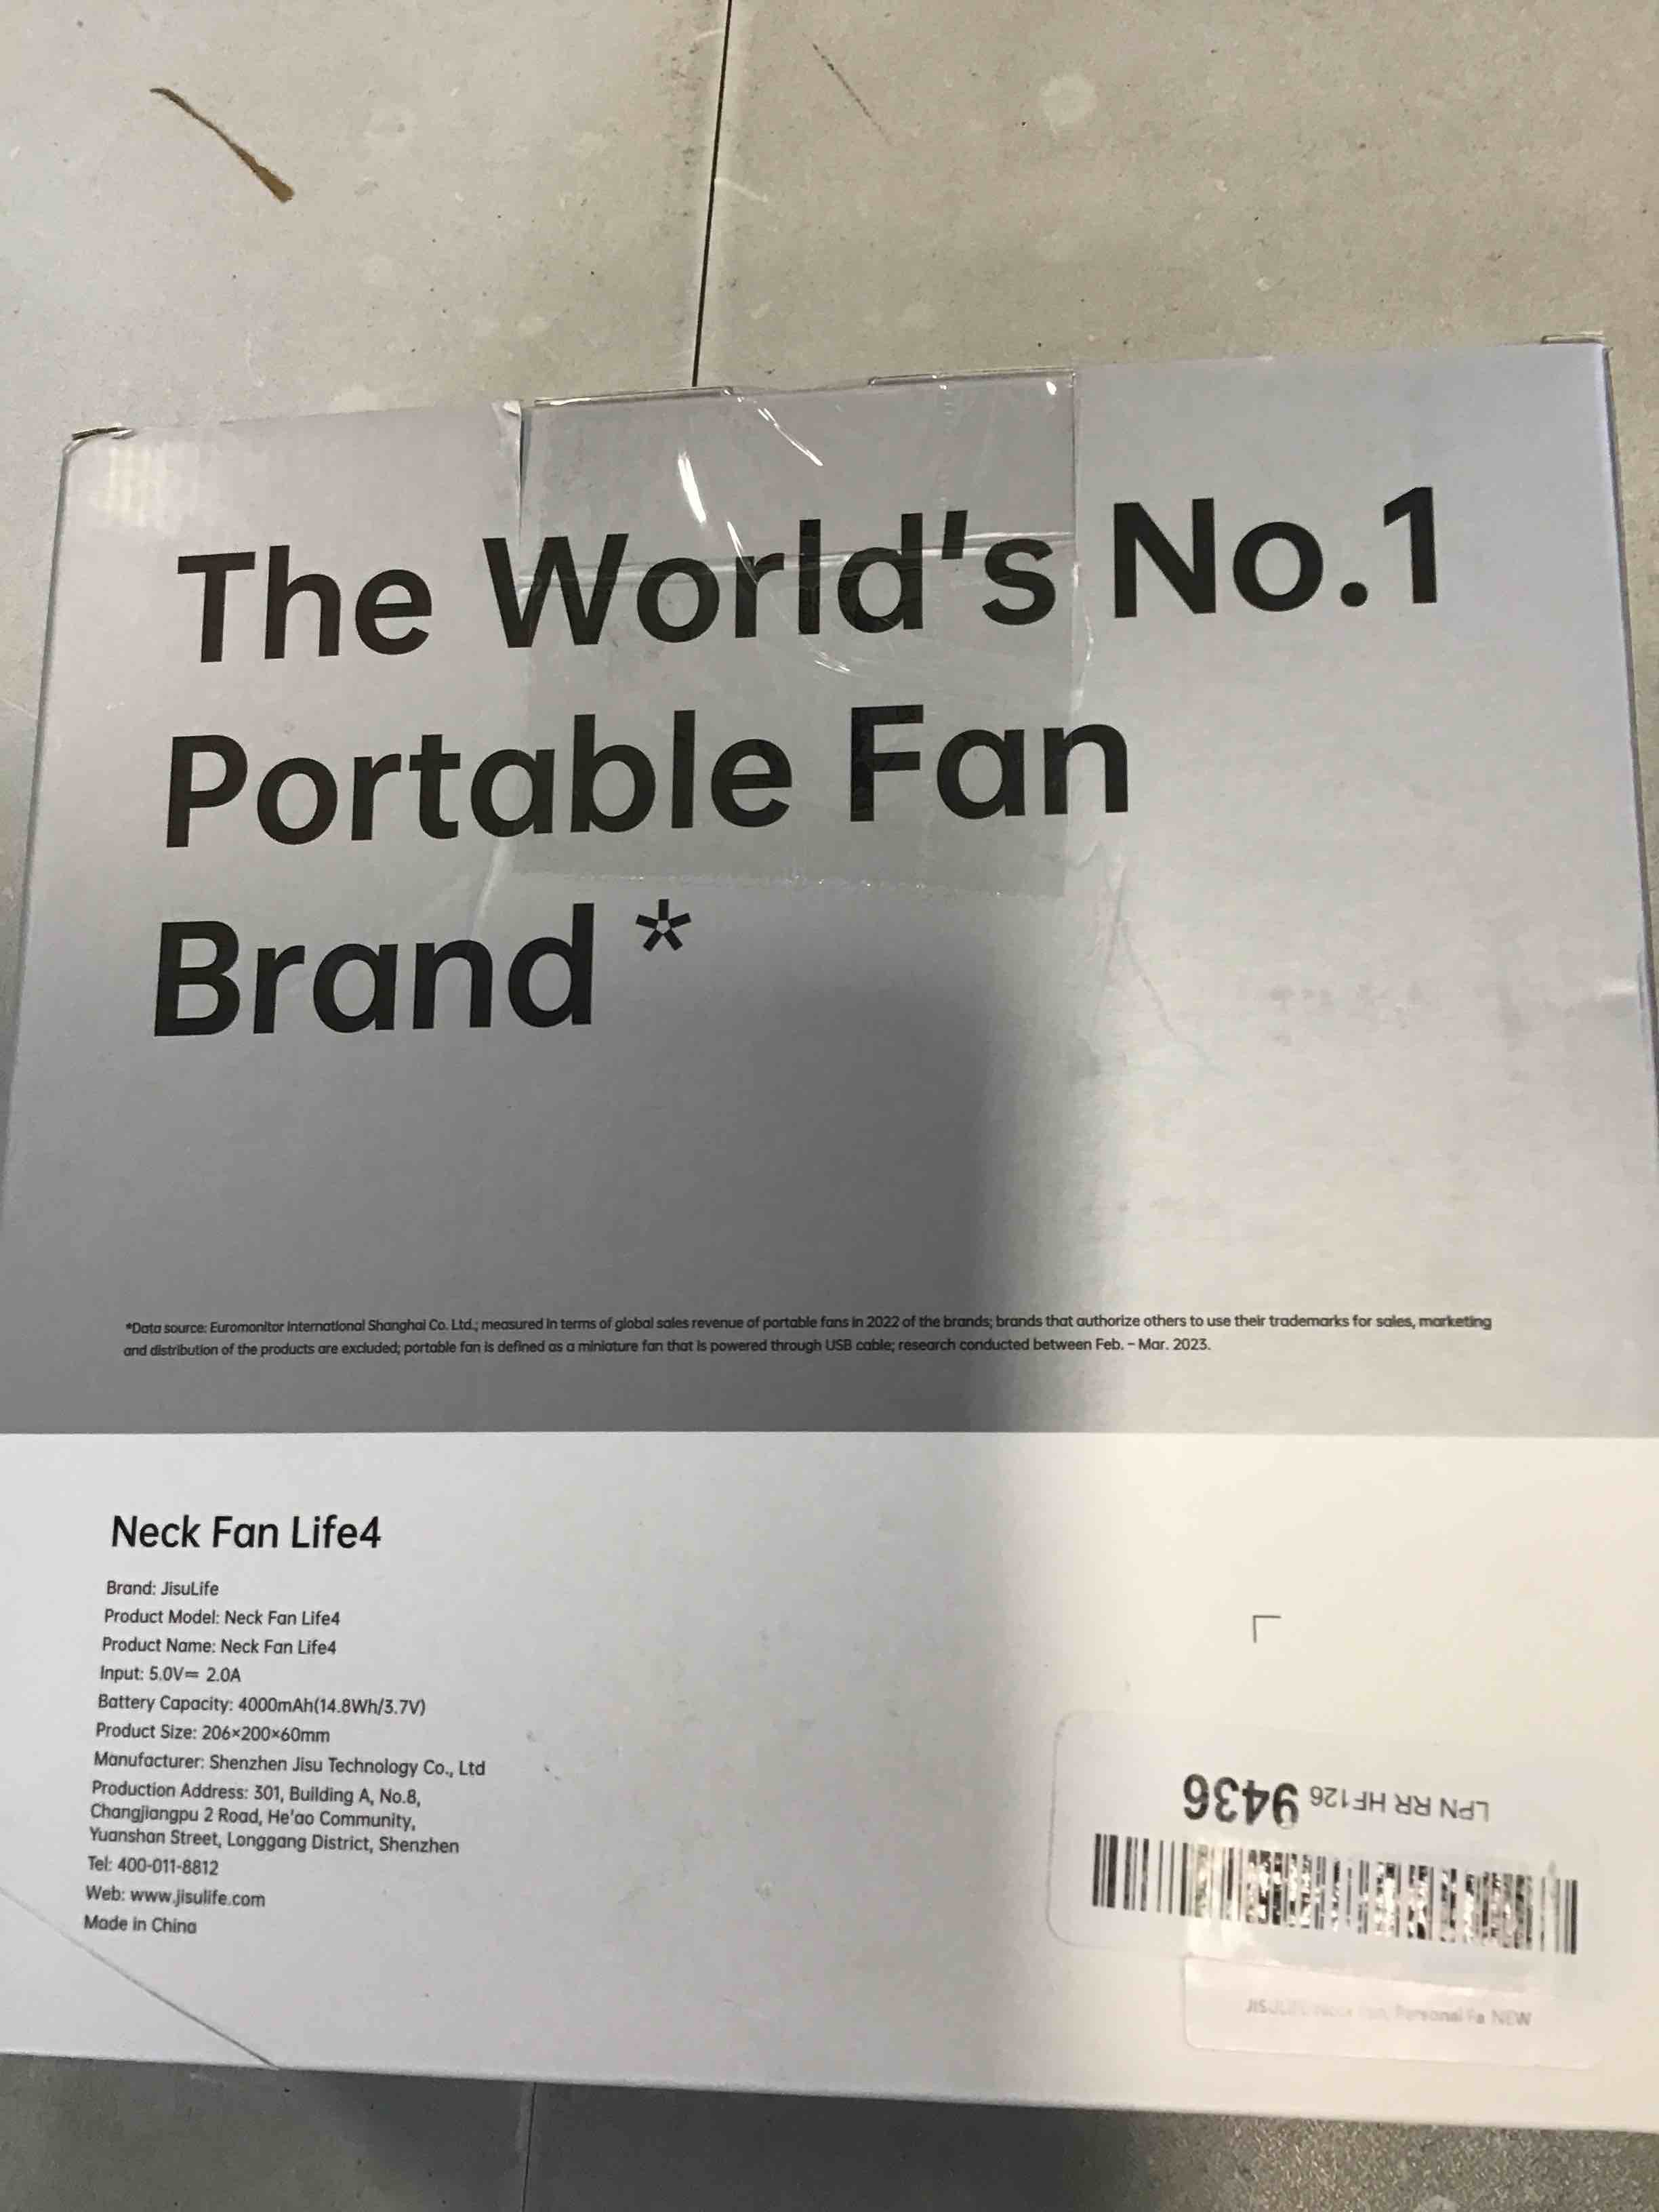 The World's No.1
Portable Fan
Brand *
*Data source: Euromonitor International Shanghai Co. Ltd.; measured in terms of global sales revenue of portable fans in 2022 of the brands; brands that authorize others to use their trademarks for sales, marketing
and distribution of the products are excluded; portable fan is defined as a miniature fan that is powered through USB cable; research conducted between Feb. – Mar. 2023.
Neck Fan Life4
Brand: JisuLife
Product Model: Neck Fan Life4
Product Name: Neck Fan Life4
Input: 5.0V⎓ 2.0A
Battery Capacity: 4000mAh(14.8Wh/3.7V)
Product Size: 206×200×60mm
Manufacturer: Shenzhen Jisu Technology Co., Ltd
Production Address: 301, Building A, No.8,
Changjiangpu 2 Road, He'ao Community,
Yuanshan Street, Longgang District, Shenzhen
Tel: 400-011-8812
Web: www.jisulife.com
Made in China
LPN RR HF126 9436
JISULIFE Neck Fan, Personal Fa NEW